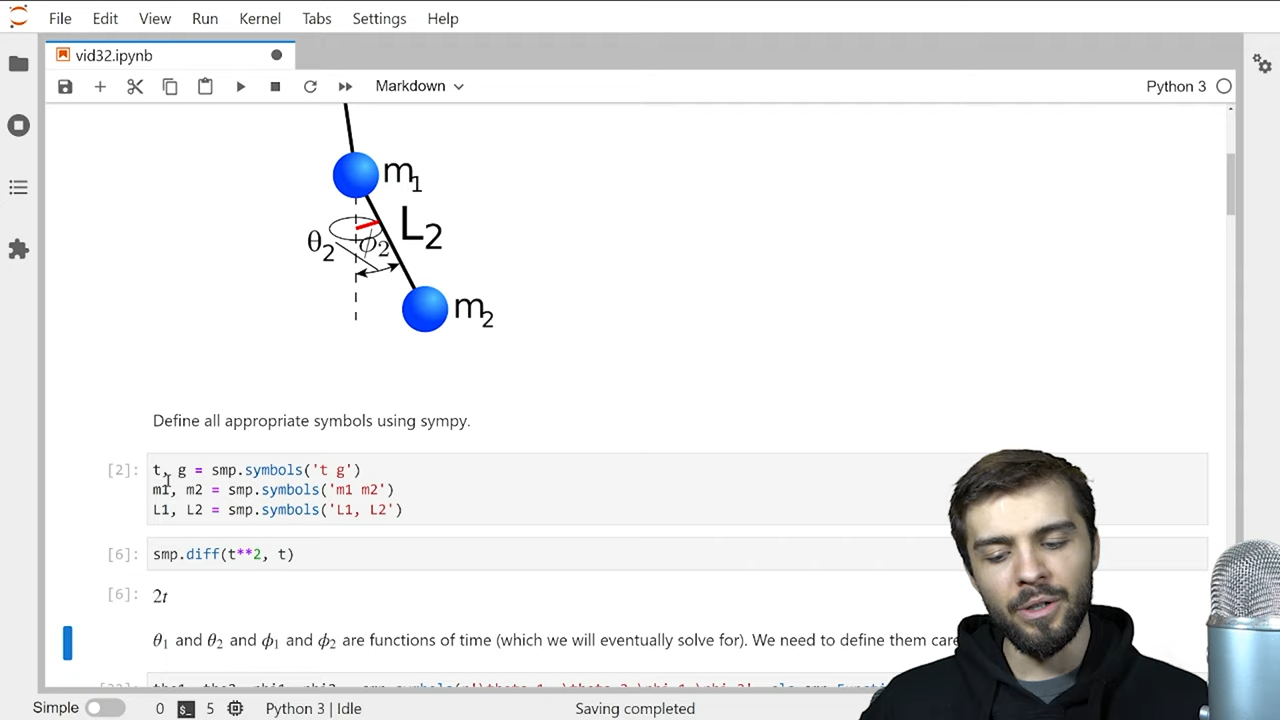 File Edit View Run Kernel Tabs Settings Help
vid32.ipynb
Markdown
Python 3
m1
L2
θ2
ϕ2
m2
Define all appropriate symbols using sympy.
[2]: t, g = smp.symbols('t g')
m1, m2 = smp.symbols('m1 m2')
L1, L2 = smp.symbols('L1, L2')
[6]: smp.diff(t**2, t)
[6]: 2t
θ1 and θ2 and ϕ1 and ϕ2 are functions of time (which we will eventually solve for). We need to define them
Simple 0 5 Python 3 | Idle Saving completed